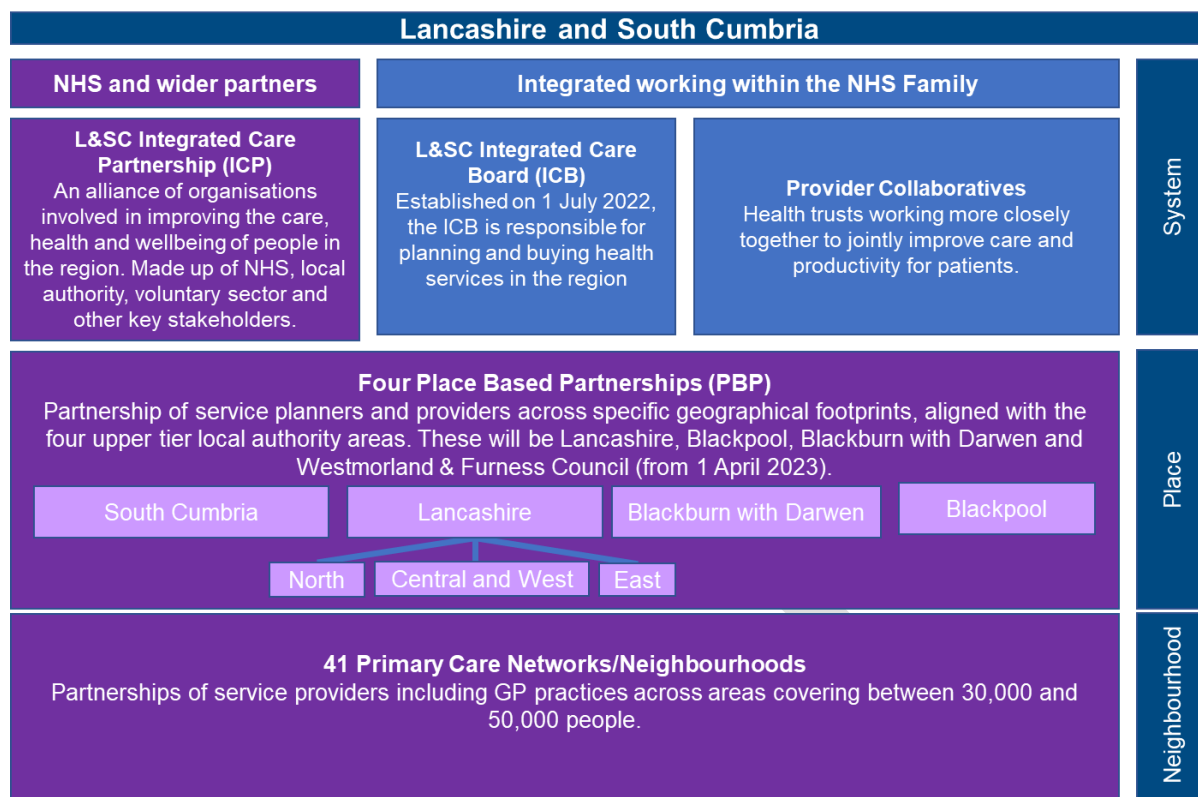 Lancashire and South Cumbria
NHS and wider partners
Integrated working within the NHS Family
System
L&SC Integrated Care
Partnership (ICP)
An alliance of organisations
involved in improving the care,
health and wellbeing of people in
the region. Made up of NHS, local
authority, voluntary sector and
other key stakeholders.
L&SC Integrated Care
Board (ICB)
Established on 1 July 2022,
the ICB is responsible for
planning and buying health
services in the region
Provider Collaboratives
Health trusts working more closely
together to jointly improve care and
productivity for patients.
Four Place Based Partnerships (PBP)
Partnership of service planners and providers across specific geographical footprints, aligned with the
four upper tier local authority areas. These will be Lancashire, Blackpool, Blackburn with Darwen and
Westmorland & Furness Council (from 1 April 2023).
Place
South Cumbria
Lancashire
Blackburn with Darwen
Blackpool
North
Central and West
East
41 Primary Care Networks/Neighbourhoods
Partnerships of service providers including GP practices across areas covering between 30,000 and
50,000 people.
Neighbourhood